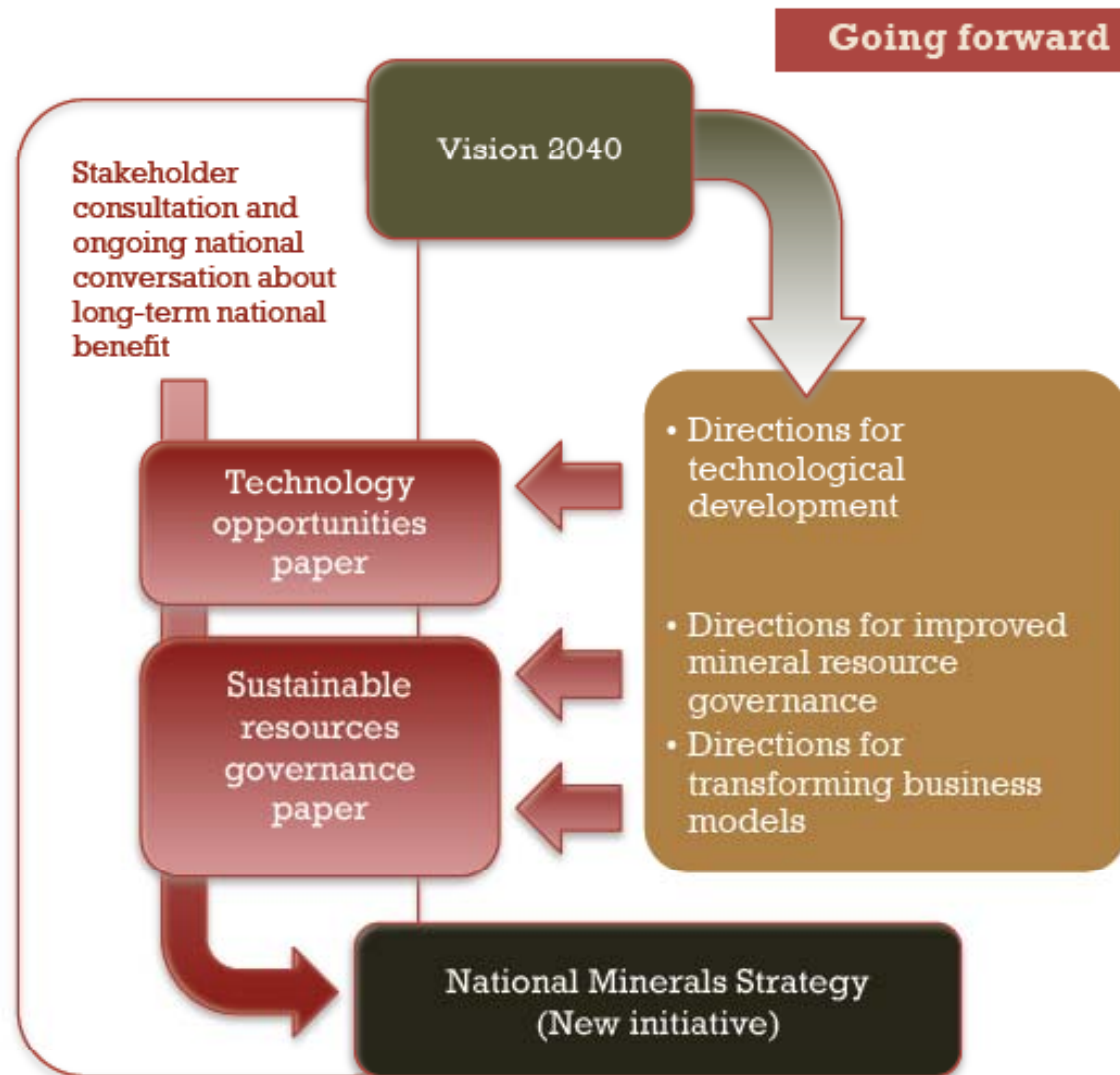 Going forward
Vision 2040
Stakeholder
consultation and
ongoing national
conversation about
long-term national
benefit
• Directions for
technological
development
• Directions for improved
mineral resource
governance
• Directions for
transforming business
models
Technology
opportunities
paper
Sustainable
resources
governance
paper
National Minerals Strategy
(New initiative)